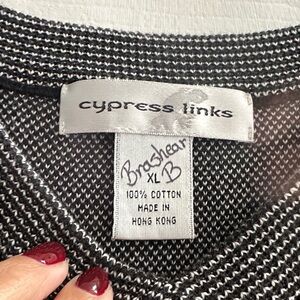 cypress links
Brashear
XL B
100% COTTON
MADE IN
HONG KONG